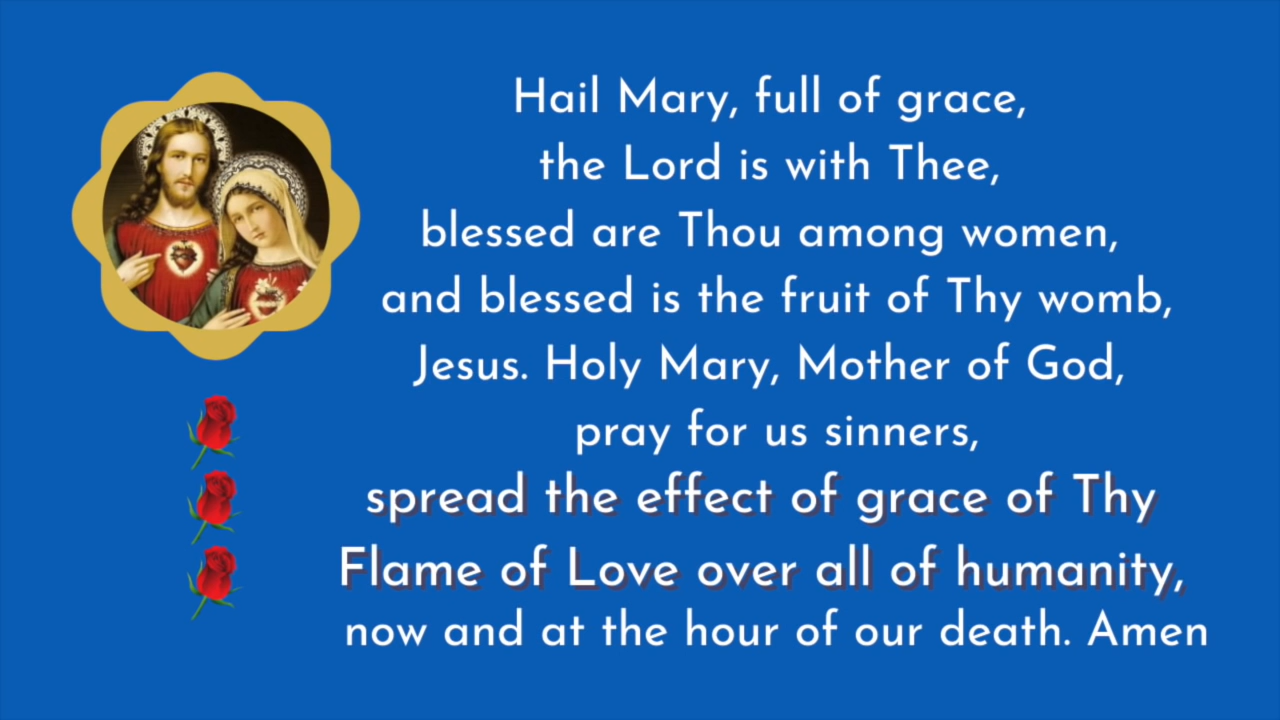 Hail Mary, full of grace,
the Lord is with Thee,
blessed are Thou among women,
and blessed is the fruit of Thy womb,
Jesus. Holy Mary, Mother of God,
pray for us sinners,
spread the effect of grace of Thy
Flame of Love over all of humanity,
now and at the hour of our death. Amen